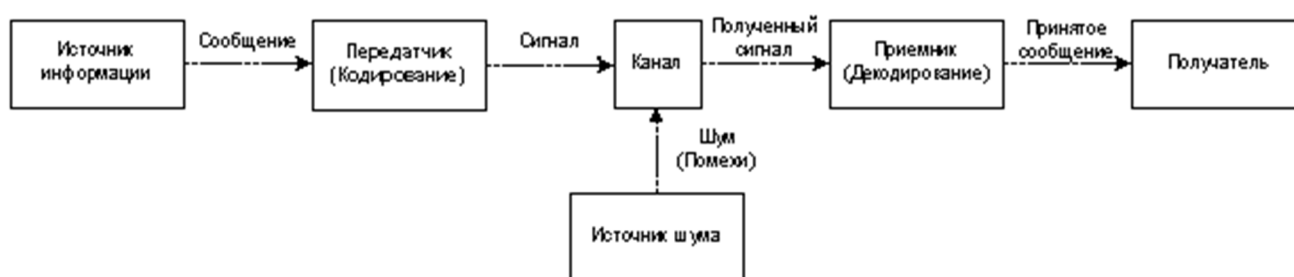 Источник
информации
Сообщение
Передатчик
(Кодирование)
Сигнал
Канал
Полученный
сигнал
Приемник
(Декодирование)
Принятое
сообщение
Получатель
Шум
(Помехи)
Источник шума